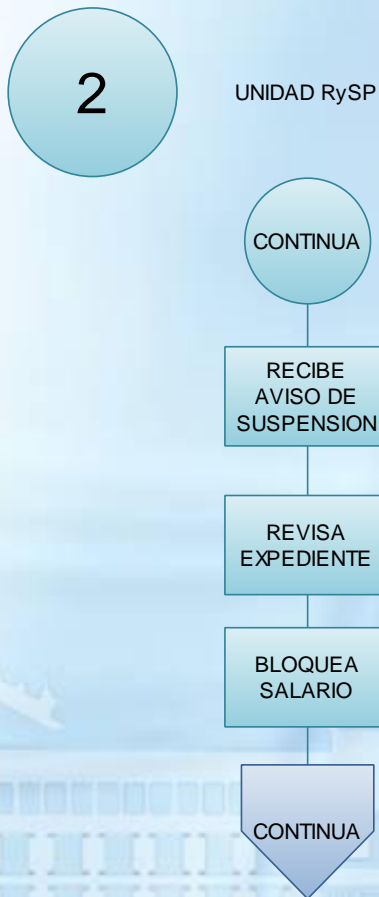 2
UNIDAD RySP
CONTINUA
RECIBE
AVISO DE
SUSPENSION
REVISA
EXPEDIENTE
BLOQUEA
SALARIO
CONTINUA